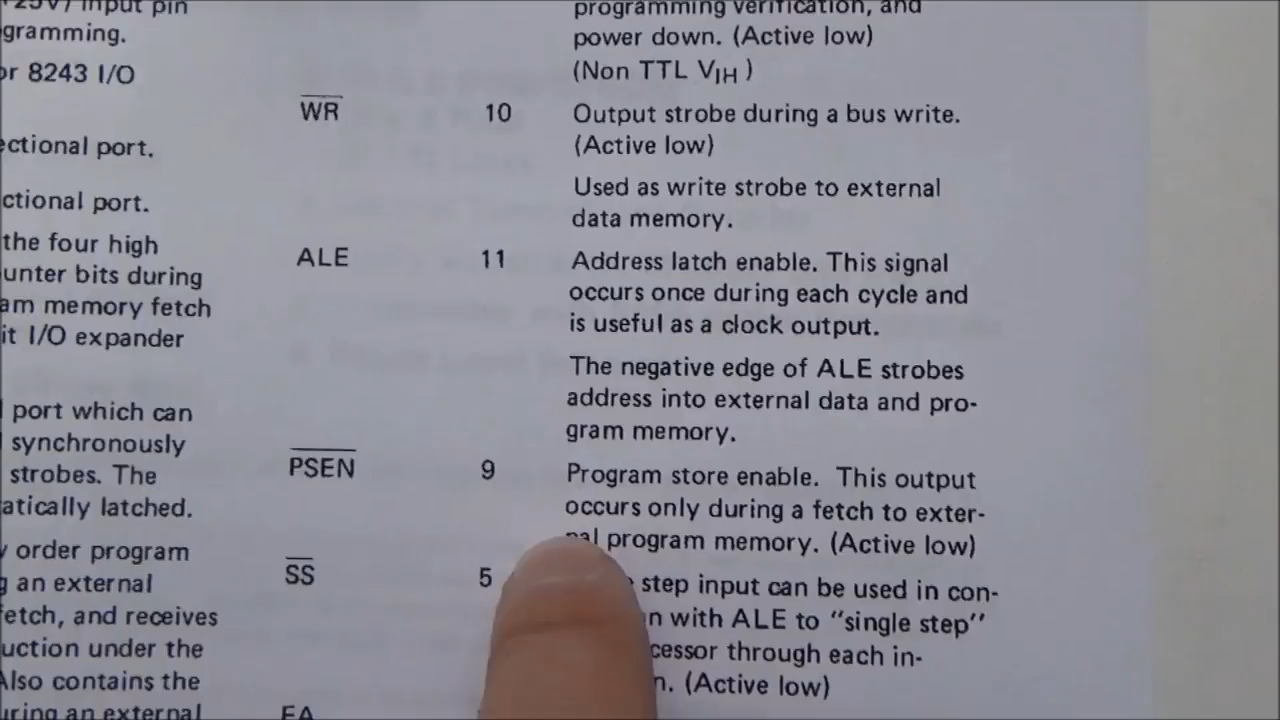 25V) input pin
gramming.
or 8243 I/O
ectional port.
ctional port.
the four high
unter bits during
am memory fetch
it I/O expander
port which can
synchronously
strobes. The
atically latched.
order program
an external
etch, and receives
uction under the
Also contains the
uring an external
programming verification, and
power down. (Active low)
(Non TTL VIH )
WR 10 Output strobe during a bus write.
(Active low)
Used as write strobe to external
data memory.
ALE 11 Address latch enable. This signal
occurs once during each cycle and
is useful as a clock output.
The negative edge of ALE strobes
address into external data and pro-
gram memory.
PSEN 9 Program store enable. This output
occurs only during a fetch to exter-
nal program memory. (Active low)
SS 5 step input can be used in con-
n with ALE to “single step”
cessor through each in-
n. (Active low)
EA